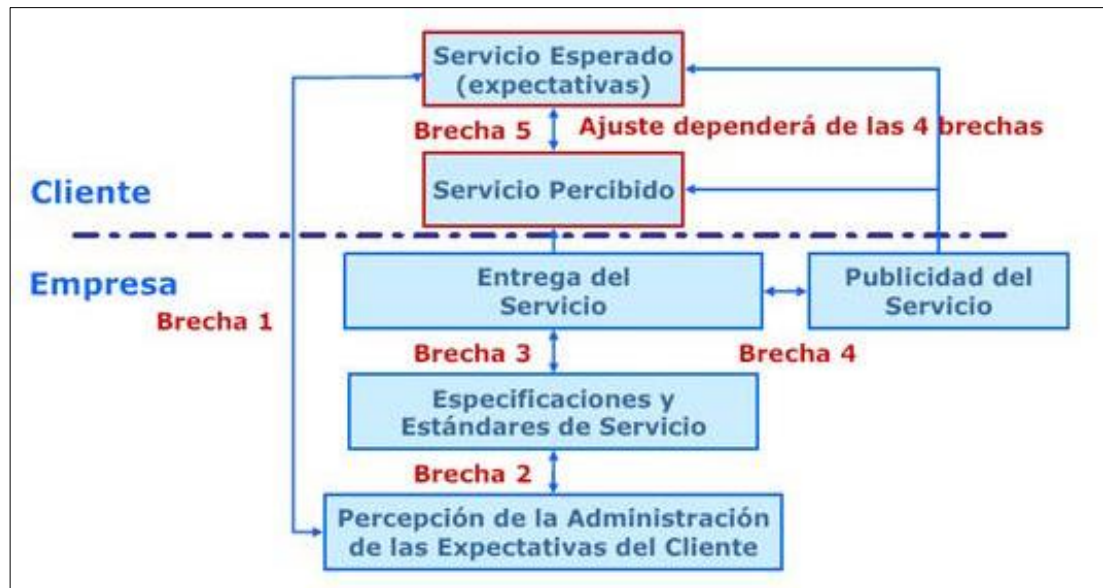 Servicio Esperado
(expectativas)
Brecha 5
Ajuste dependerá de las 4 brechas
Servicio Percibido
Cliente
Empresa
Entrega del
Servicio
Publicidad del
Servicio
Brecha 1
Brecha 3
Brecha 4
Especificaciones y
Estándares de Servicio
Brecha 2
Percepción de la Administración
de las Expectativas del Cliente